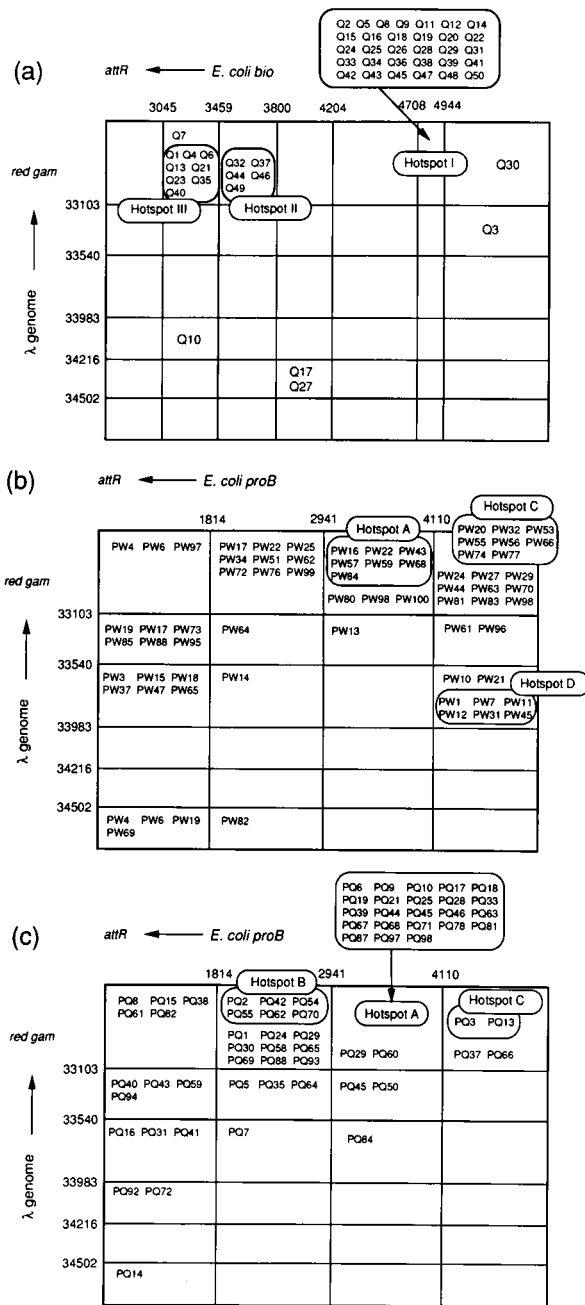 Q2 Q5 Q8 Q9 Q11 Q12 Q14
Q15 Q16 Q18 Q19 Q20 Q22
Q24 Q25 Q26 Q28 Q29 Q31
Q33 Q34 Q36 Q38 Q39 Q41
Q42 Q43 Q45 Q47 Q48 Q50
(a)
attR ← E. coli bio
3045 3459 3800 4204 4708 4944
Q7
Q1 Q4 Q6
Q13 Q21
Q23 Q35
Q40
Q32 Q37
Q44 Q46
Q49
Hotspot I
Q30
red gam
33103
Hotspot III
Hotspot II
Q3
33540
λ genome
33983
Q10
34216
Q17
Q27
34502
(b)
attR ← E. coli proB
Hotspot C
1814 2941 4110
Hotspot A
PW4 PW6 PW97
PW17 PW22 PW25
PW34 PW51 PW62
PW72 PW76 PW99
PW16 PW22 PW43
PW57 PW59 PW68
PW84
PW80 PW98 PW100
PW20 PW32 PW53
PW55 PW56 PW66
PW74 PW77
PW24 PW27 PW29
PW44 PW63 PW70
PW81 PW83 PW98
red gam
33103
PW19 PW17 PW73
PW85 PW88 PW95
PW64
PW13
PW61 PW96
33540
PW3 PW15 PW18
PW37 PW47 PW65
PW14
PW10 PW21
Hotspot D
PW1 PW7 PW11
PW12 PW31 PW45
λ genome
33983
34216
34502
PW4 PW6 PW19
PW69
PW82
PQ6 PQ9 PQ10 PQ17 PQ18
PQ19 PQ21 PQ25 PQ28 PQ33
PQ39 PQ44 PQ45 PQ46 PQ63
PQ67 PQ68 PQ71 PQ78 PQ81
PQ87 PQ97 PQ98
(c)
attR ← E. coli proB
1814 2941 4110
Hotspot B
PQ8 PQ15 PQ38
PQ61 PQ82
PQ2 PQ42 PQ54
PQ55 PQ62 PQ70
PQ1 PQ24 PQ29
PQ30 PQ58 PQ65
PQ69 PQ88 PQ93
Hotspot A
PQ29 PQ60
Hotspot C
PQ3 PQ13
PQ37 PQ66
red gam
33103
PQ40 PQ43 PQ59
PQ94
PQ5 PQ35 PQ64
PQ45 PQ50
33540
PQ16 PQ31 PQ41
PQ7
PQ84
λ genome
33983
PQ92 PQ72
34216
34502
PQ14